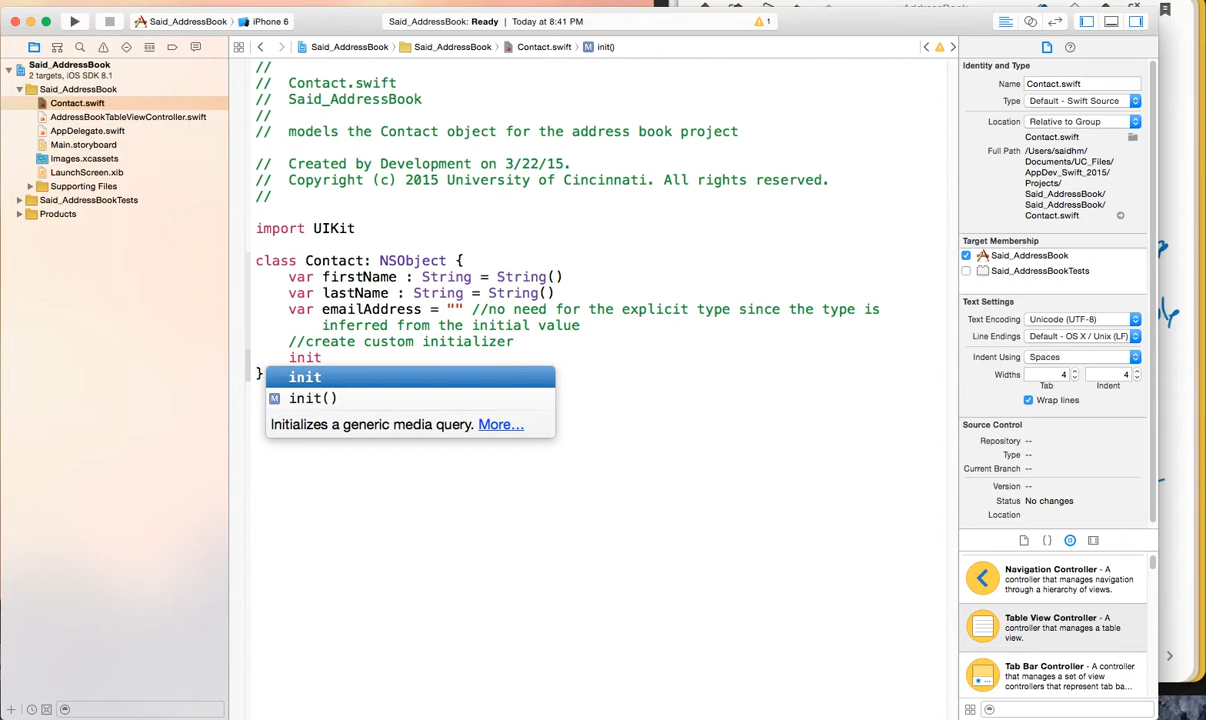 Said_AddressBook
iPhone 6
Said_AddressBook: Ready
Today at 8:41 PM
1
Said_AddressBook
2 targets, iOS SDK 8.1
Said_AddressBook
Contact.swift
AddressBookTableViewController.swift
AppDelegate.swift
Main.storyboard
Images.xcassets
LaunchScreen.xib
Supporting Files
Said_AddressBookTests
Products
Said_AddressBook
Said_AddressBook
Contact.swift
M init()
//
// Contact.swift
// Said_AddressBook
//
// models the Contact object for the address book project
// Created by Development on 3/22/15.
// Copyright (c) 2015 University of Cincinnati. All rights reserved.
//
import UIKit
class Contact: NSObject {
var firstName : String = String()
var lastName : String = String()
var emailAddress = "" //no need for the explicit type since the type is
inferred from the initial value
//create custom initializer
init
}
init
M init()
Initializes a generic media query. More...
Identity and Type
Name Contact.swift
Type Default - Swift Source
Location Relative to Group
Contact.swift
Full Path /Users/saidhm/
Documents/UC_Files/
AppDev_Swift_2015/
Projects/
Said_AddressBook/
Said_AddressBook/
Contact.swift
Target Membership
Said_AddressBook
Said_AddressBookTests
Text Settings
Text Encoding Unicode (UTF-8)
Line Endings Default - OS X / Unix (LF)
Indent Using Spaces
Widths 4 4
Tab Indent
Wrap lines
Source Control
Repository --
Type --
Current Branch --
Version --
Status No changes
Location
Navigation Controller - A
controller that manages navigation
through a hierarchy of views.
Table View Controller - A
controller that manages a table
view.
Tab Bar Controller - A controller
that manages a set of view
controllers that represent tab ba...